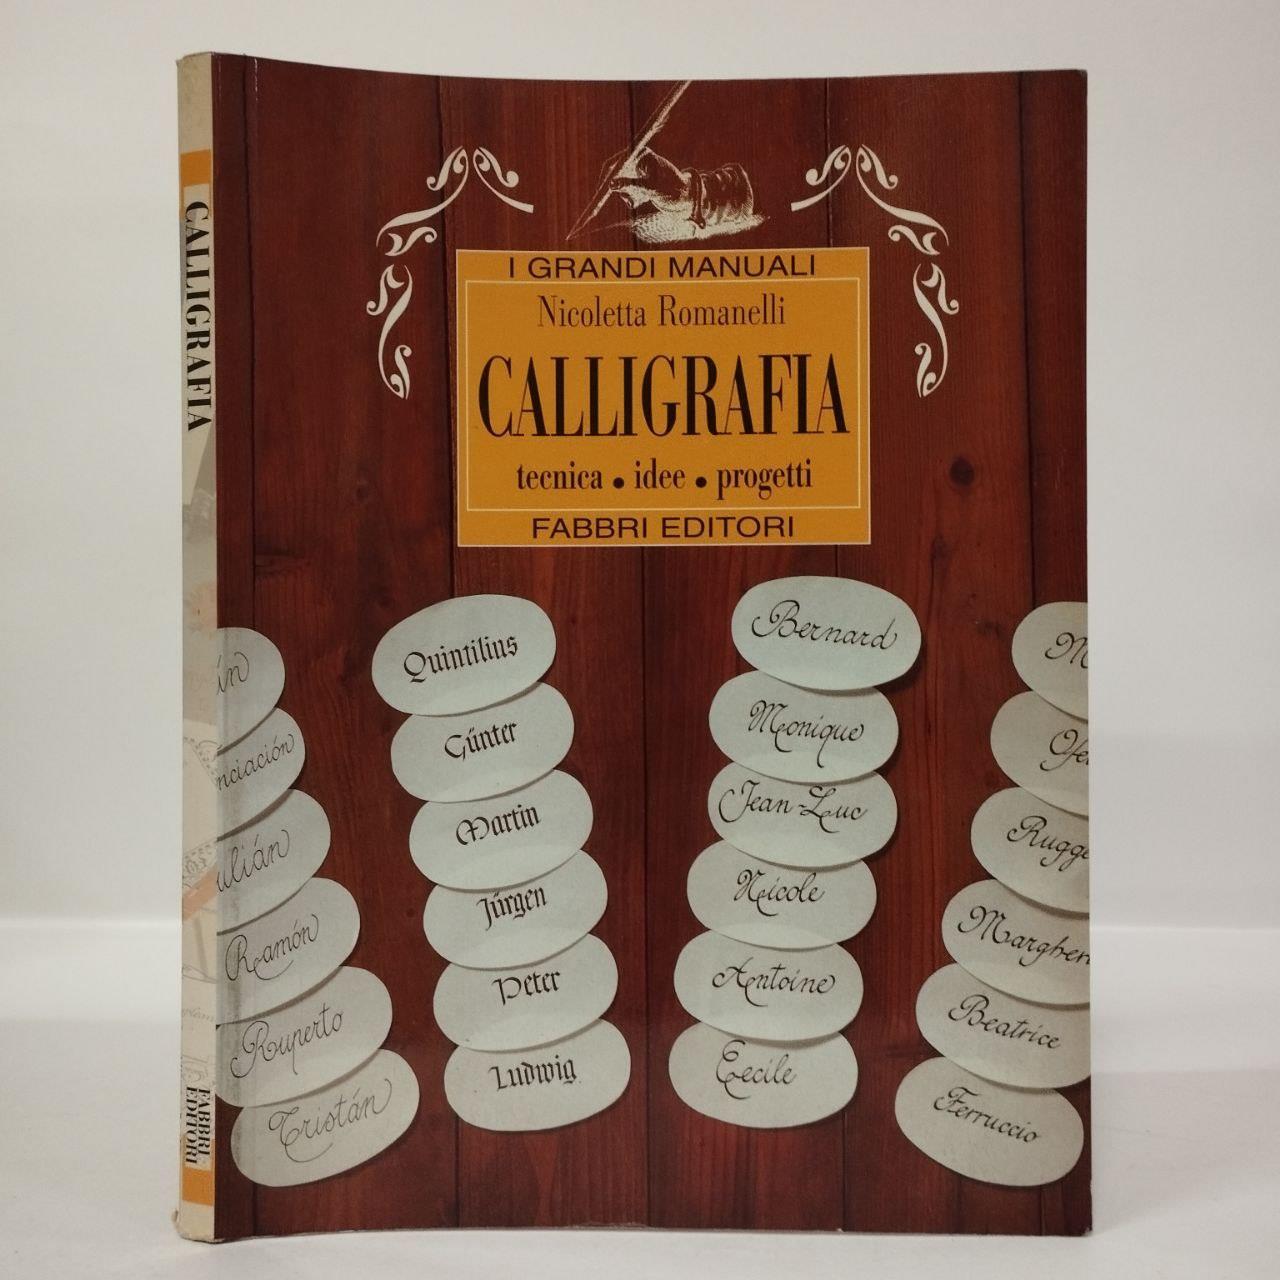 CALLIGRAFIA
FABBRI
EDITORI
I GRANDI MANUALI
Nicoletta Romanelli
CALLIGRAFIA
tecnica • idee • progetti
FABBRI EDITORI
Ramón
Ruperto
Tristán
Quintilius
Günter
Martin
Jürgen
Peter
Ludwig
Bernard
Monique
Jean-Luc
Nicole
Antoine
Cecile
Beatrice
Ferruccio